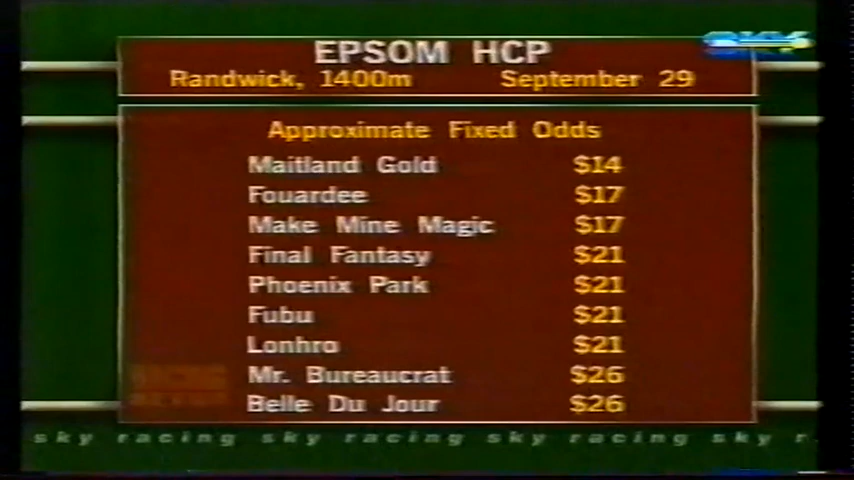 EPSOM HCP
Randwick, 1400m September 29
Approximate Fixed Odds
Maitland Gold $14
Fouardee $17
Make Mine Magic $17
Final Fantasy $21
Phoenix Park $21
Fubu $21
Lonhro $21
Mr. Bureaucrat $26
Belle Du Jour $26
sky racing sky racing sky racing sky r